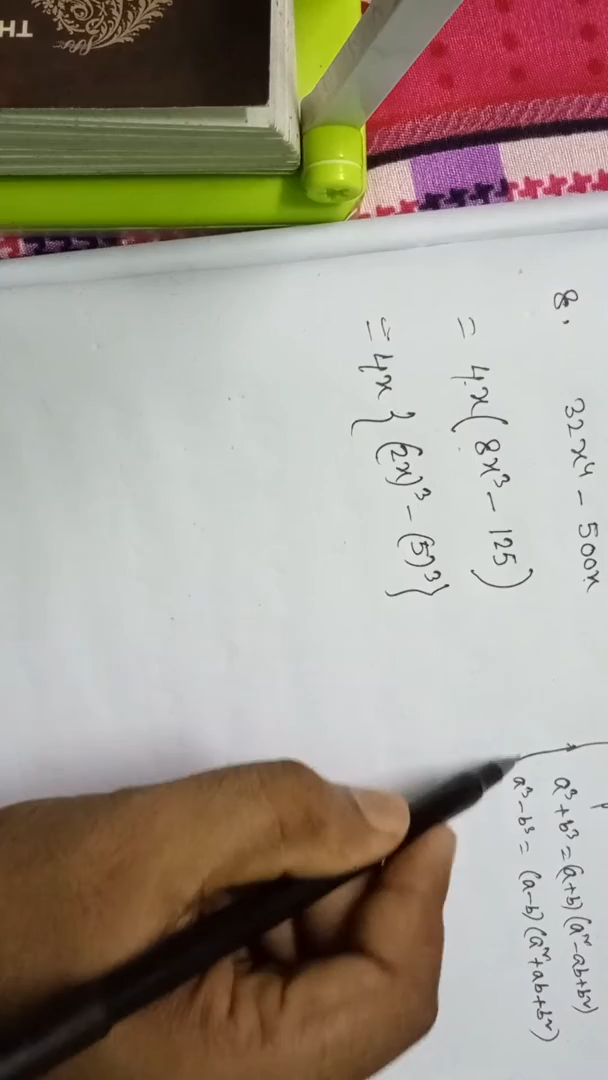 8. 32x⁴ - 500x
= 4x(8x³ - 125)
= 4x{(2x)³ - (5)³}
a³+b³=(a+b)(a²-ab+b²)
a³-b³=(a-b)(a²+ab+b²)
TH